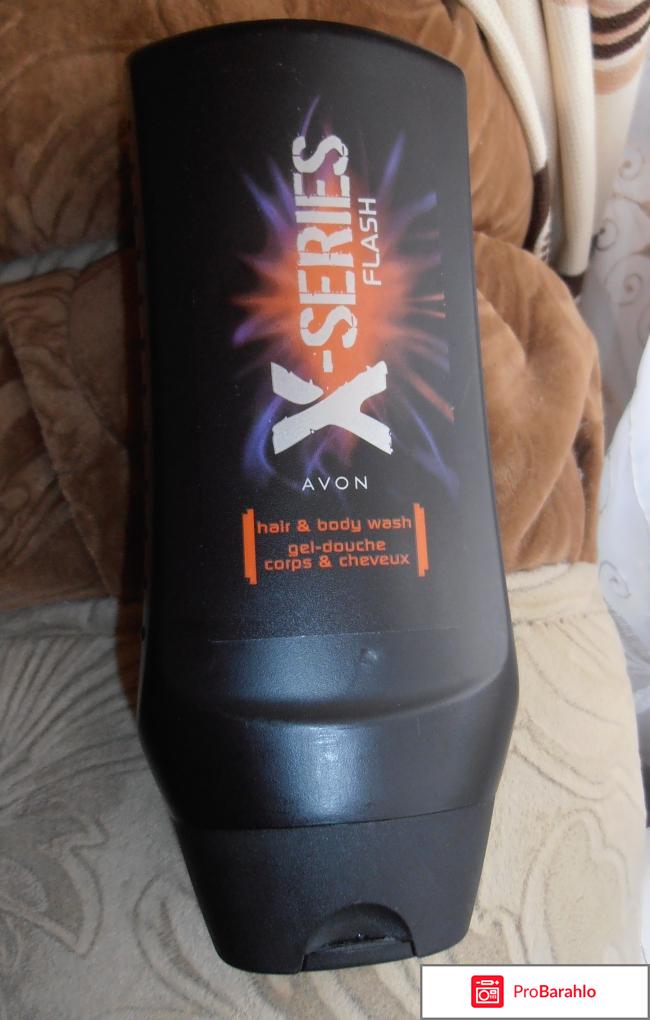 X-SERIES
FLASH
AVON
hair & body wash
gel-douche
corps & cheveux
ProBarahlo